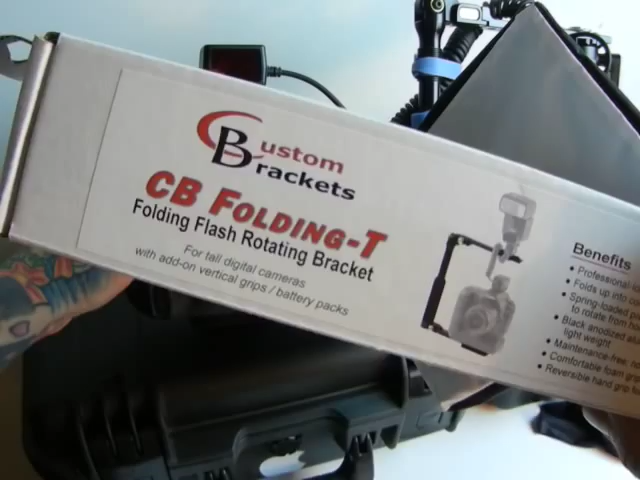 Custom
Brackets
CB FOLDING-T
Folding Flash Rotating Bracket
For tall digital cameras
with add-on vertical grips / battery packs
Benefits
• Professional
• Folds up into
• Spring-loaded
to rotate from
• Black anodized
light weight
• Maintenance-free,
• Comfortable foam
• Reversible hand grip